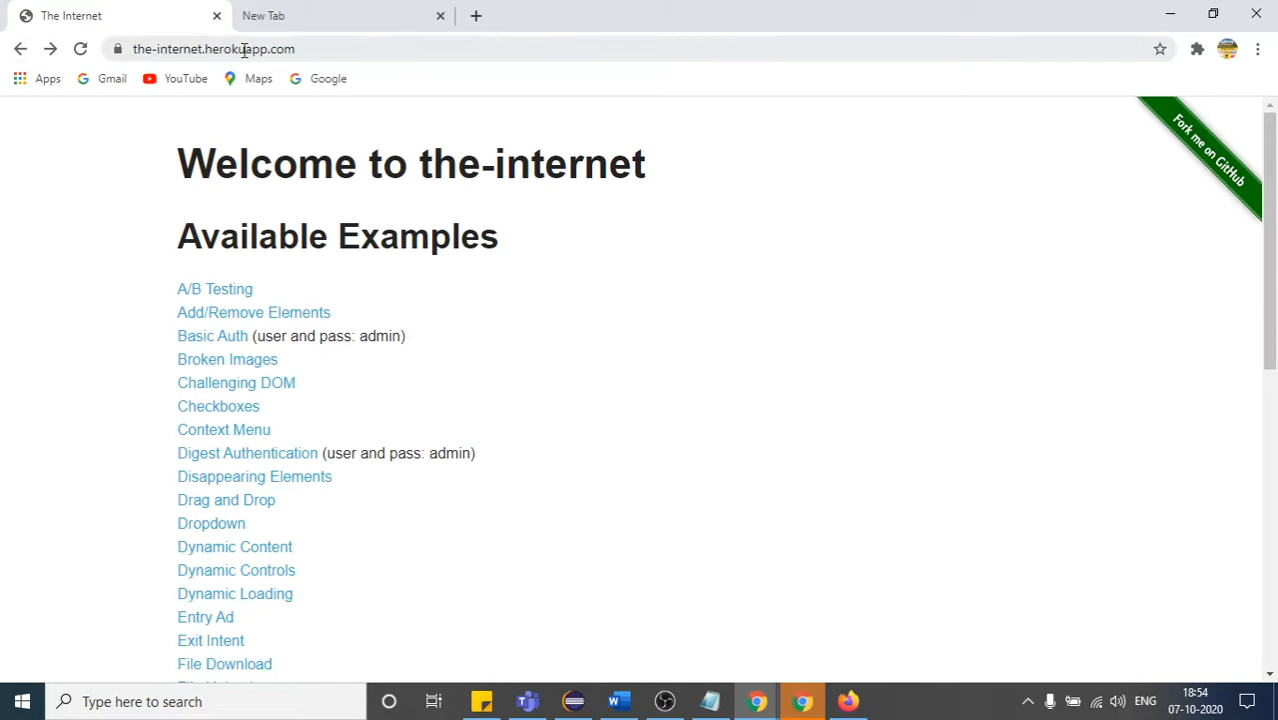 The Internet
New Tab
the-internet.herokuapp.com
Apps
Gmail
YouTube
Maps
Google
Fork me on GitHub
Welcome to the-internet
Available Examples
A/B Testing
Add/Remove Elements
Basic Auth (user and pass: admin)
Broken Images
Challenging DOM
Checkboxes
Context Menu
Digest Authentication (user and pass: admin)
Disappearing Elements
Drag and Drop
Dropdown
Dynamic Content
Dynamic Controls
Dynamic Loading
Entry Ad
Exit Intent
File Download
Type here to search
ENG
18:54
07-10-2020